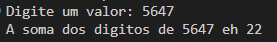 Digite um valor: 5647
A soma dos digitos de 5647 eh 22